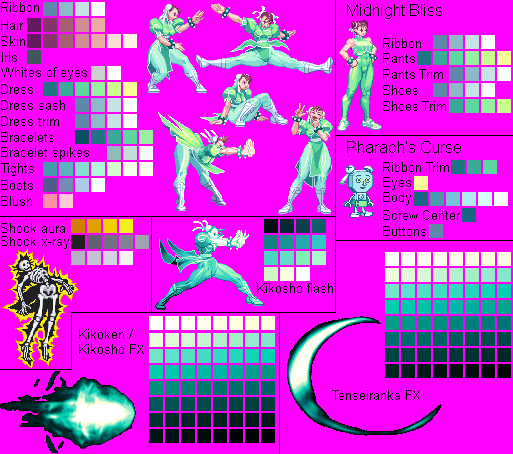 Ribbon
Hair
Skin
Iris
Whites of eyes
Dress
Dress sash
Dress trim
Bracelets
Bracelet spikes
Tights
Boots
Blush
Midnight Bliss
Ribbon
Pants
Pants Trim
Shoes
Shoes Trim
Pharaoh's Curse
Ribbon Trim
Eyes
Body
Screw Center
Buttons
Shock aura
Shock x-ray
Kikosho flash
Kikoken /
Kikosho FX
Tenseiranka FX